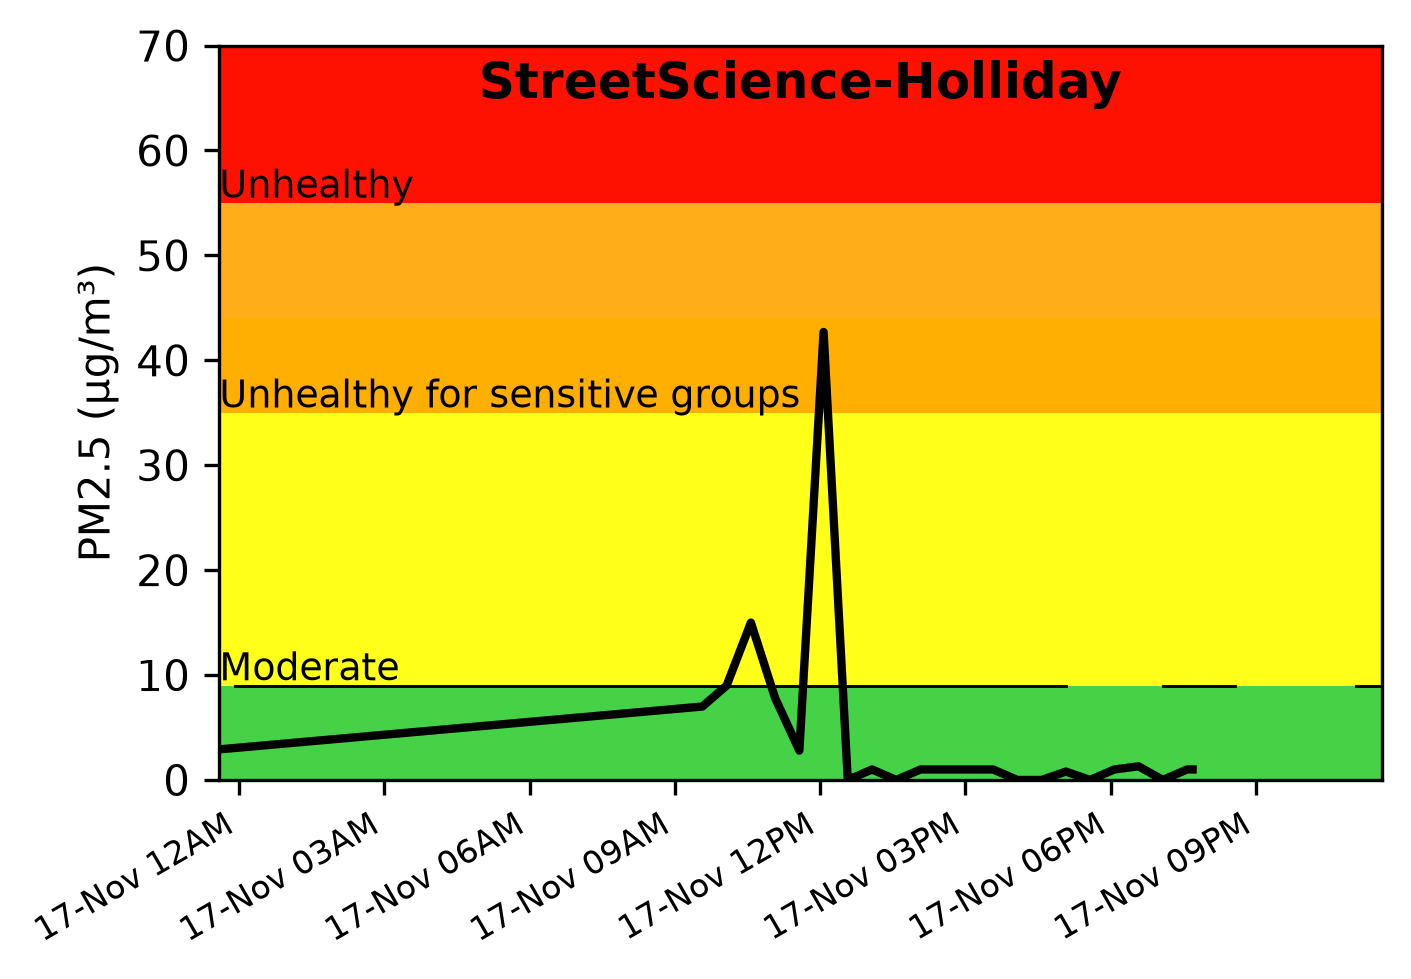 StreetScience-Holliday
70
60
Unhealthy
50
40
Unhealthy for sensitive groups
30
20
10
Moderate
0
PM2.5 (µg/m³)
17-Nov 12AM
17-Nov 03AM
17-Nov 06AM
17-Nov 09AM
17-Nov 12PM
17-Nov 03PM
17-Nov 06PM
17-Nov 09PM